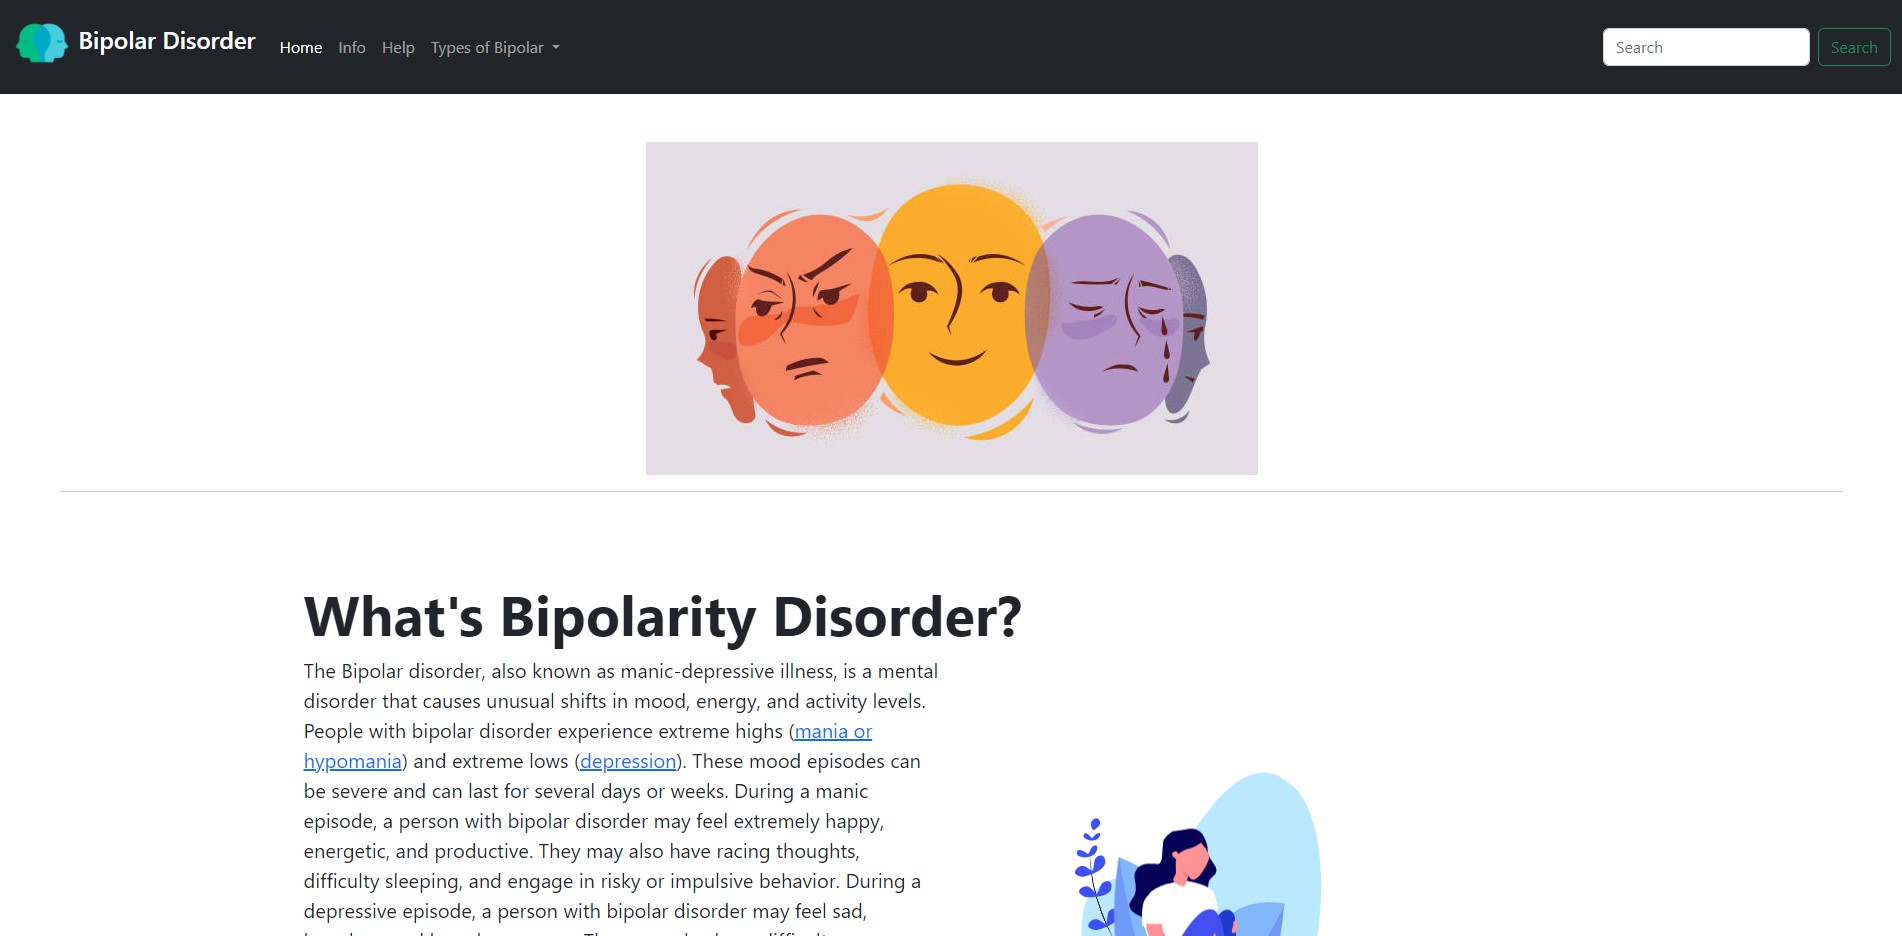 Bipolar Disorder
Home Info Help Types of Bipolar
Search Search
What's Bipolarity Disorder?
The Bipolar disorder, also known as manic-depressive illness, is a mental
disorder that causes unusual shifts in mood, energy, and activity levels.
People with bipolar disorder experience extreme highs (mania or
hypomania) and extreme lows (depression). These mood episodes can
be severe and can last for several days or weeks. During a manic
episode, a person with bipolar disorder may feel extremely happy,
energetic, and productive. They may also have racing thoughts,
difficulty sleeping, and engage in risky or impulsive behavior. During a
depressive episode, a person with bipolar disorder may feel sad,